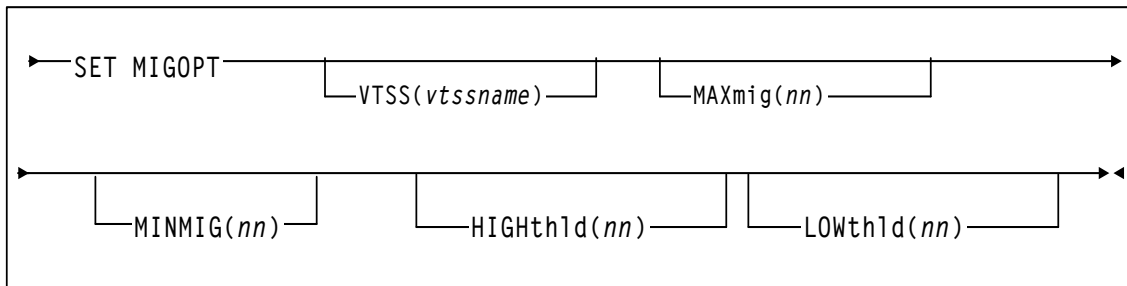 SET MIGOPT
VTSS(vtssname)
MAXmig(nn)
MINMIG(nn)
HIGHthld(nn)
LOWthld(nn)